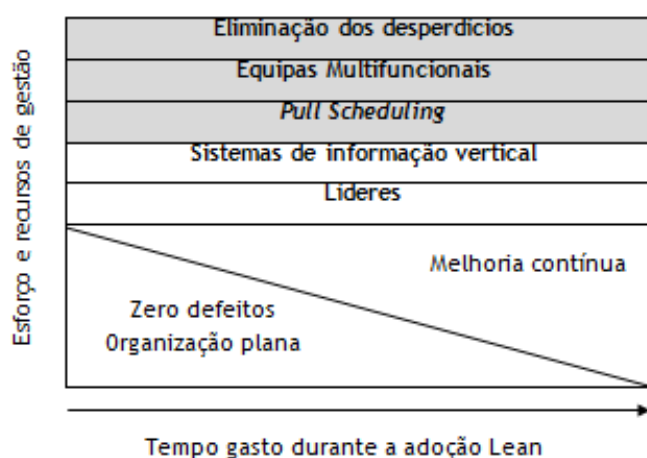 Eliminação dos desperdícios
Equipas Multifuncionais
Pull Scheduling
Sistemas de informação vertical
Líderes
Melhoria contínua
Zero defeitos
Organização plana
Esforço e recursos de gestão
Tempo gasto durante a adoção Lean